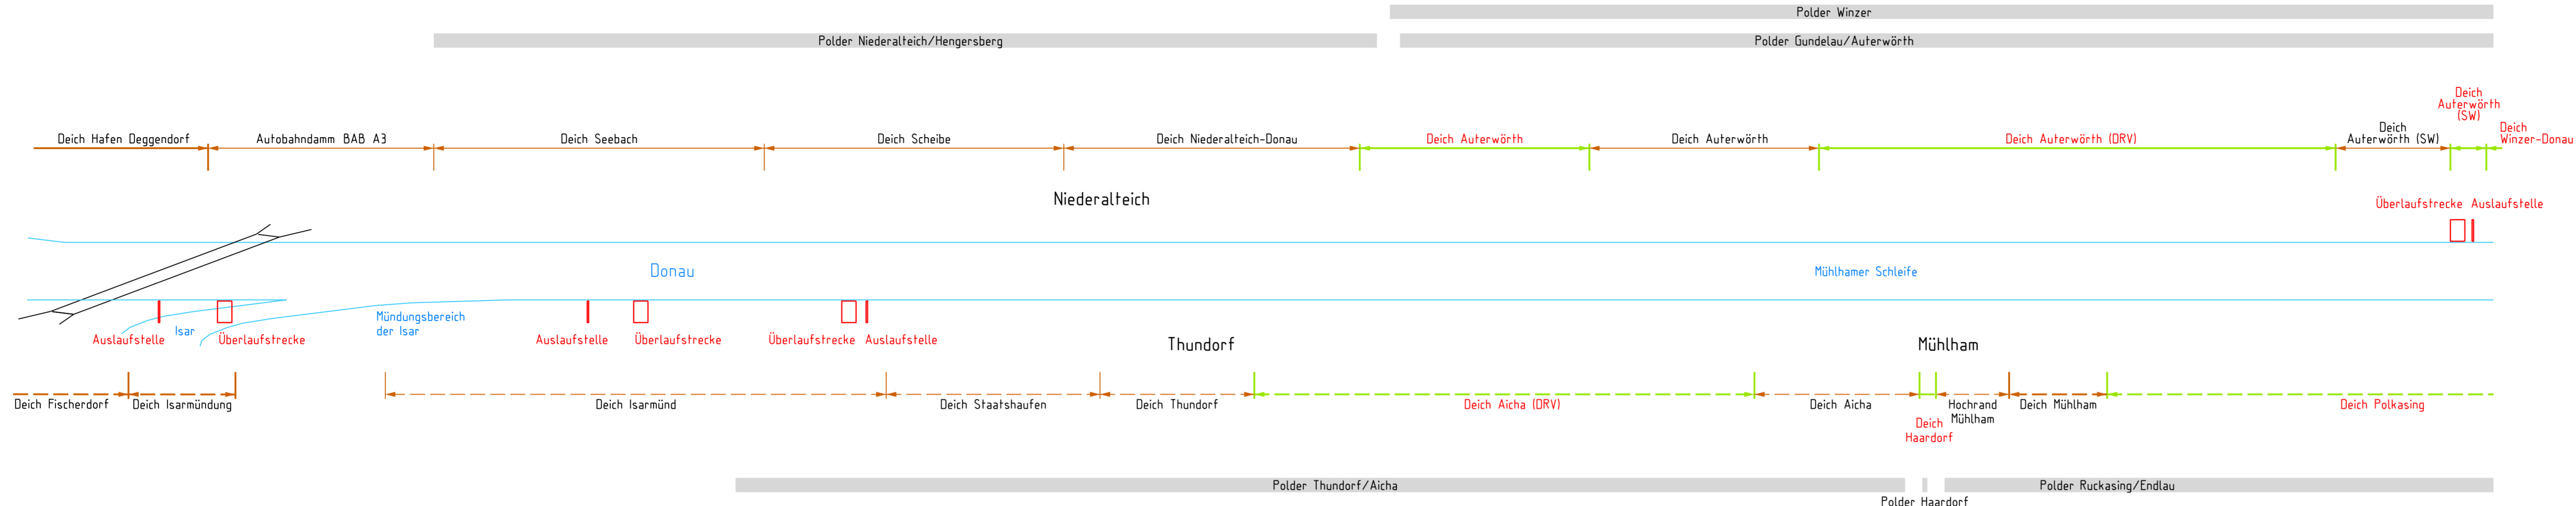 Polder Winzer
Polder Niederalteich/Hengersberg
Polder Gundelau/Auterwörth
Deich
Auterwörth
(SW)
Deich Hafen Deggendorf
Autobahndamm BAB A3
Deich Seebach
Deich Scheibe
Deich Niederalteich-Donau
Deich Auterwörth
Deich Auterwörth
Deich Auterwörth (DRV)
Deich
Auterwörth (SW)
Deich
Winzer-Donau
Niederalteich
Überlaufstrecke
Auslaufstelle
Donau
Mühlhamer Schleife
Mündungsbereich
der Isar
Isar
Auslaufstelle
Überlaufstrecke
Auslaufstelle
Überlaufstrecke
Überlaufstrecke
Auslaufstelle
Thundorf
Mühlham
Deich Fischerdorf
Deich Isarmündung
Deich Isarmünd
Deich Staatshaufen
Deich Thundorf
Deich Aicha (DRV)
Deich Aicha
Deich
Haardorf
Hochrand
Mühlham
Deich Mühlham
Deich Polkasing
Polder Thundorf/Aicha
Polder Haardorf
Polder Ruckasing/Endlau